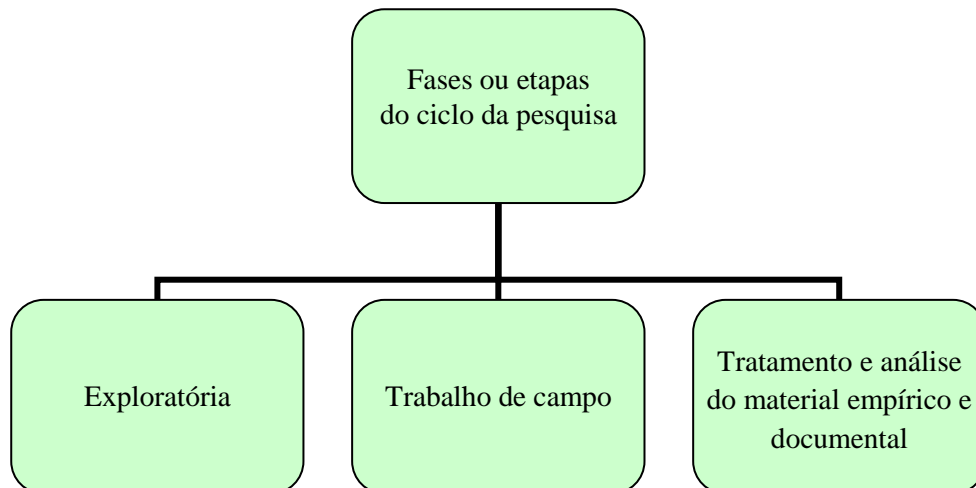 Fases ou etapas
do ciclo da pesquisa
Exploratória
Trabalho de campo
Tratamento e análise
do material empírico e
documental